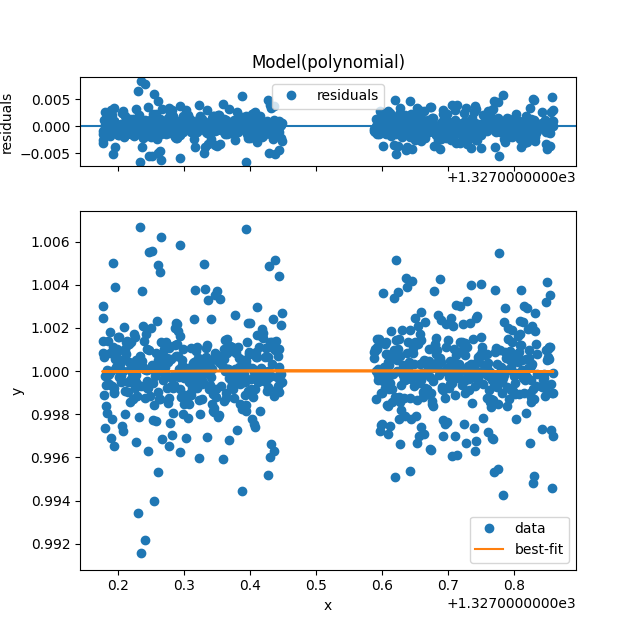 Model(polynomial)
residuals
0.005
0.000
−0.005
residuals
+1.3270000000e3
1.006
1.004
1.002
1.000
0.998
0.996
0.994
0.992
y
data
best-fit
0.2 0.3 0.4 0.5 0.6 0.7 0.8
x
+1.3270000000e3